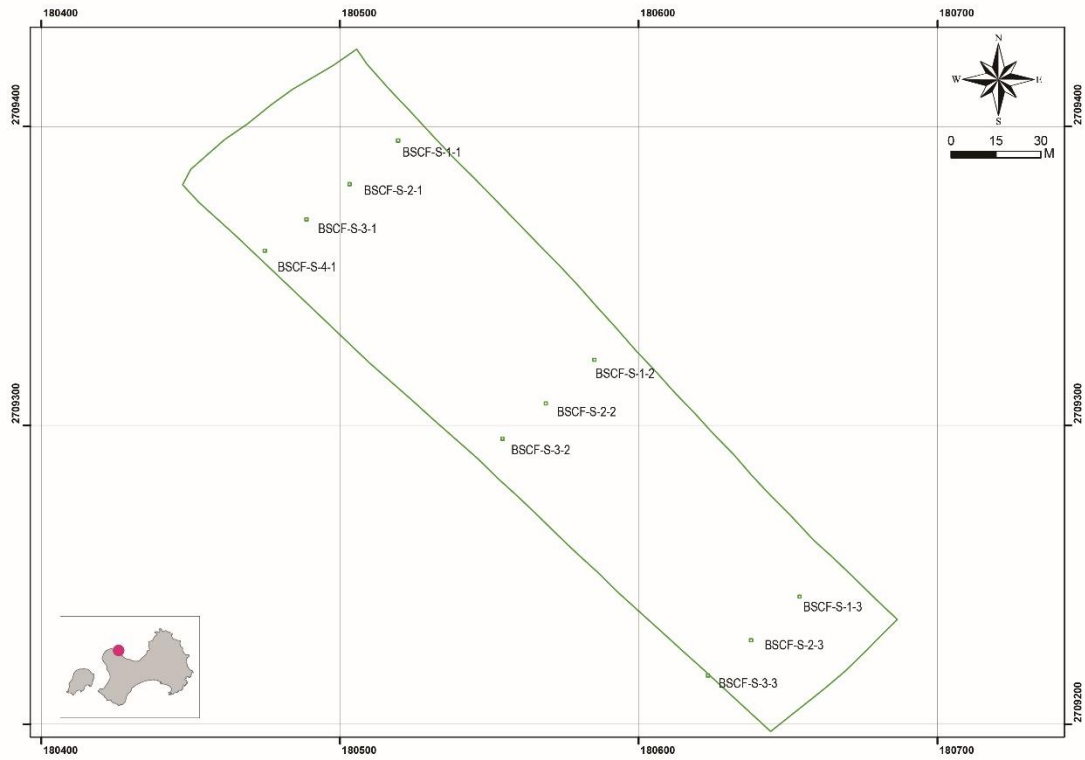 180400
180500
180600
180700
N
W
E
S
0
15
30
M
2709400
2709400
BSCF-S-1-1
BSCF-S-2-1
BSCF-S-3-1
BSCF-S-4-1
BSCF-S-1-2
BSCF-S-2-2
BSCF-S-3-2
2709300
2709300
BSCF-S-1-3
BSCF-S-2-3
BSCF-S-3-3
2709200
180400
180500
180600
180700